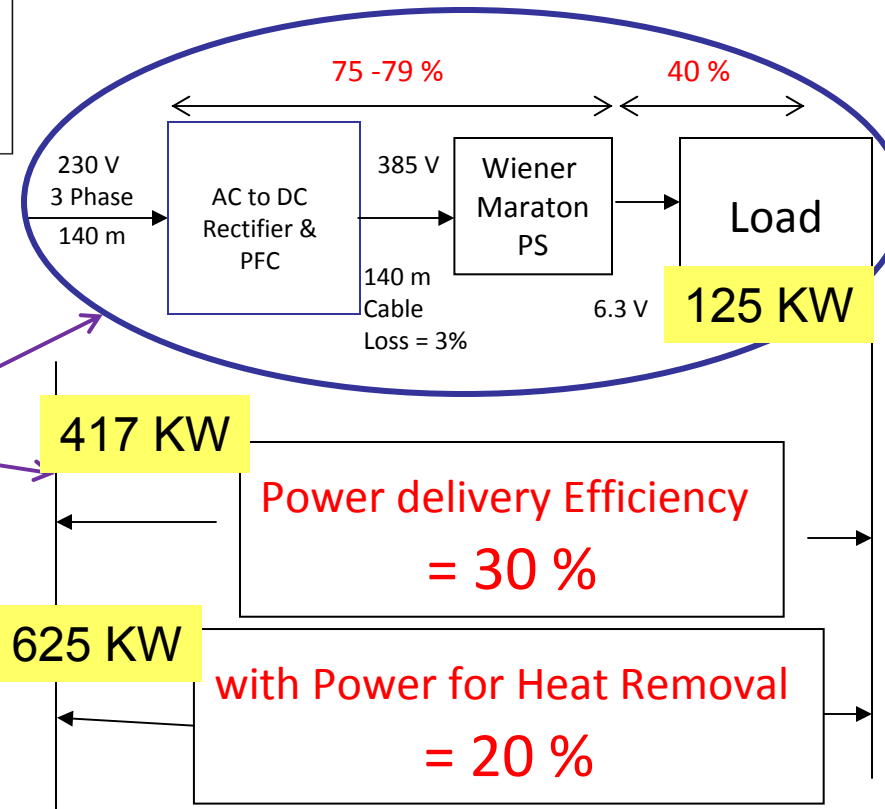 75 -79 %
40 %
230 V
3 Phase
140 m
AC to DC
Rectifier &
PFC
385 V
140 m
Cable
Loss = 3%
Wiener
Maraton
PS
6.3 V
Load
125 KW
417 KW
Power delivery Efficiency
= 30 %
625 KW
with Power for Heat Removal
= 20 %